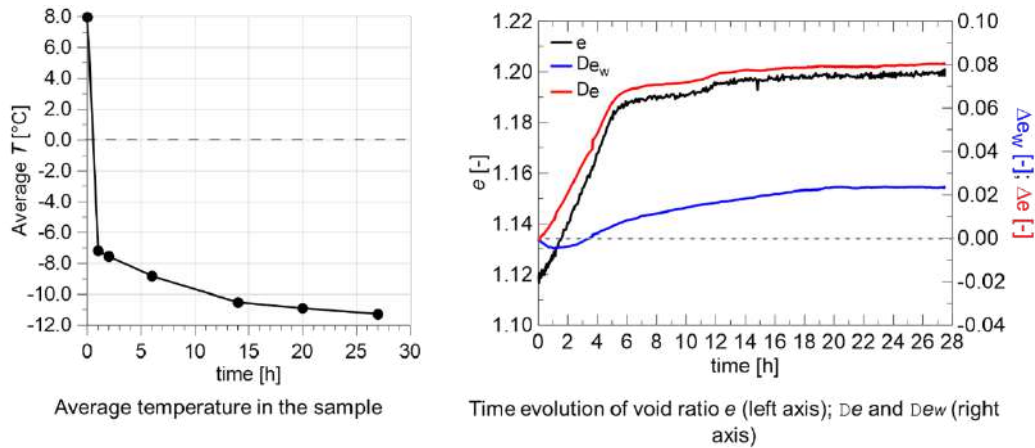 8.0
6.0
4.0
2.0
0.0
-2.0
-4.0
-6.0
-8.0
-10.0
-12.0
Average T [°C]
0 5 10 15 20 25 30
time [h]
Average temperature in the sample
1.22
1.20
1.18
1.16
1.14
1.12
1.10
e [-]
e
Dew
De
0.10
0.08
0.06
0.04
0.02
0.00
-0.02
-0.04
Δew [-]; Δe [-]
0 2 4 6 8 10 12 14 16 18 20 22 24 26 28
time [h]
Time evolution of void ratio e (left axis); De and Dew (right
axis)